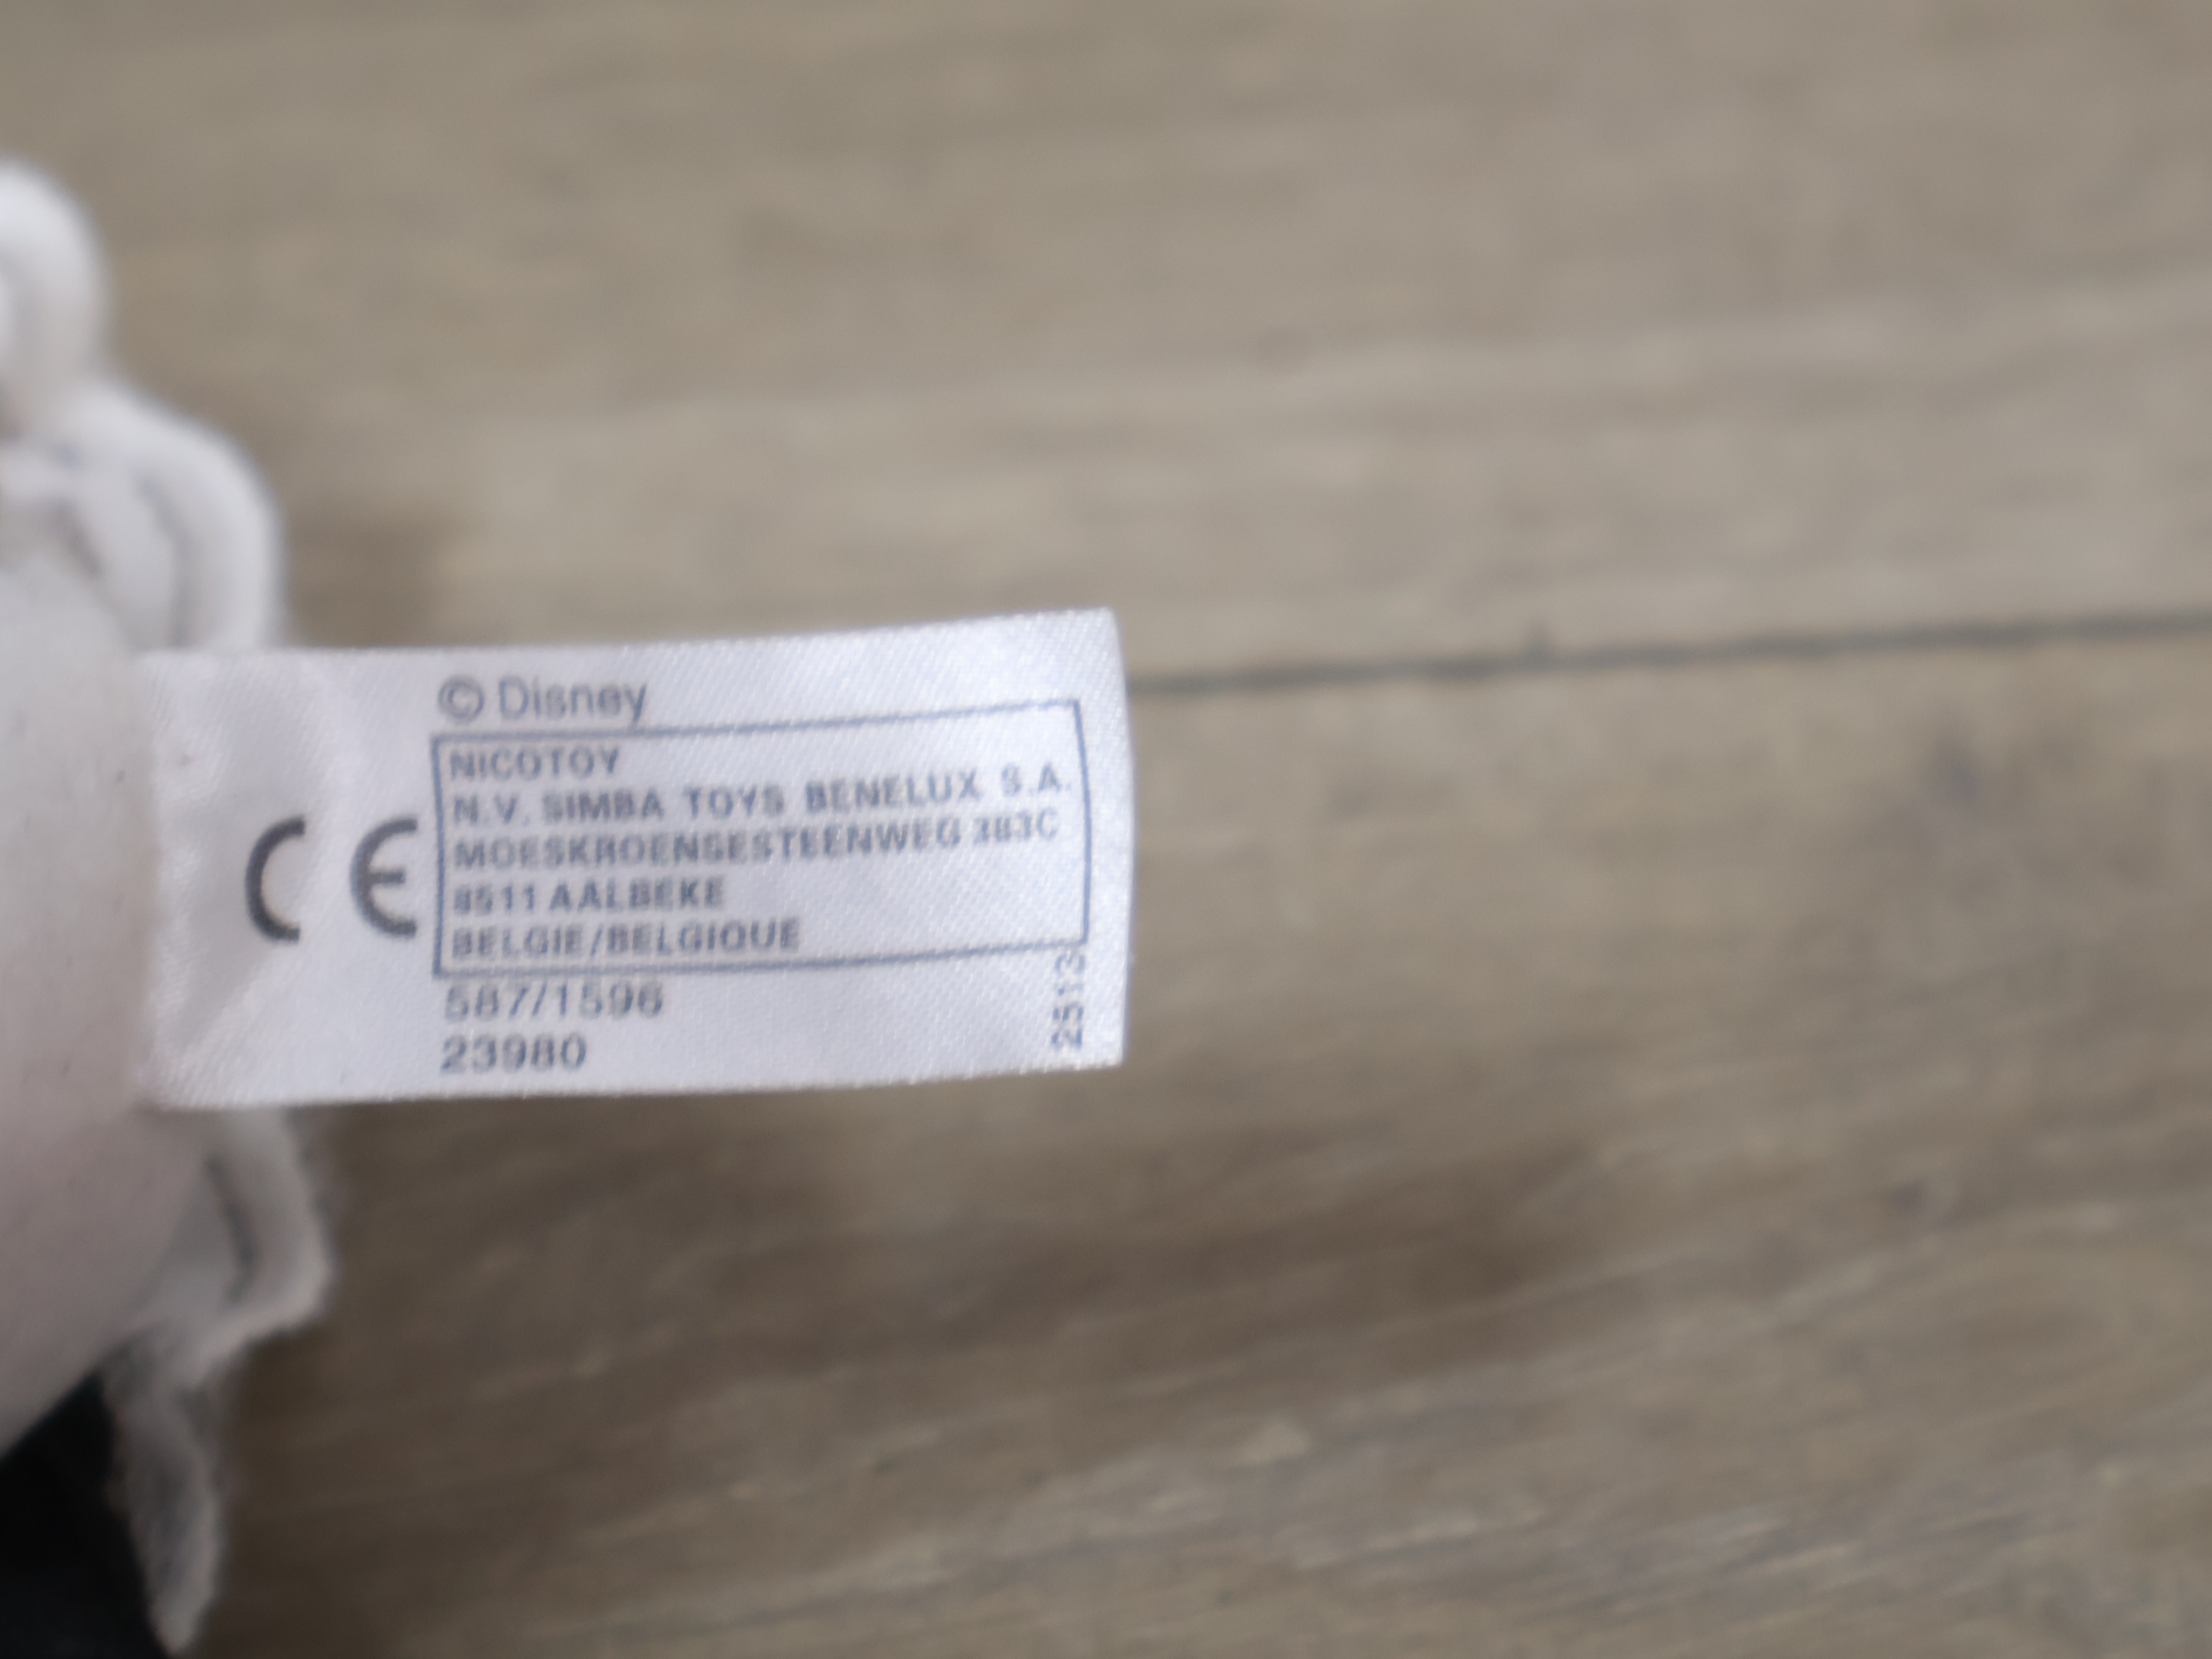 © Disney
NICOTOY
N.V. SIMBA TOYS BENELUX S.A.
MOESKROENSESTEENWEG 383C
8511 AALBEKE
BELGIE/BELGIQUE
CE
587/1596
23980
2513